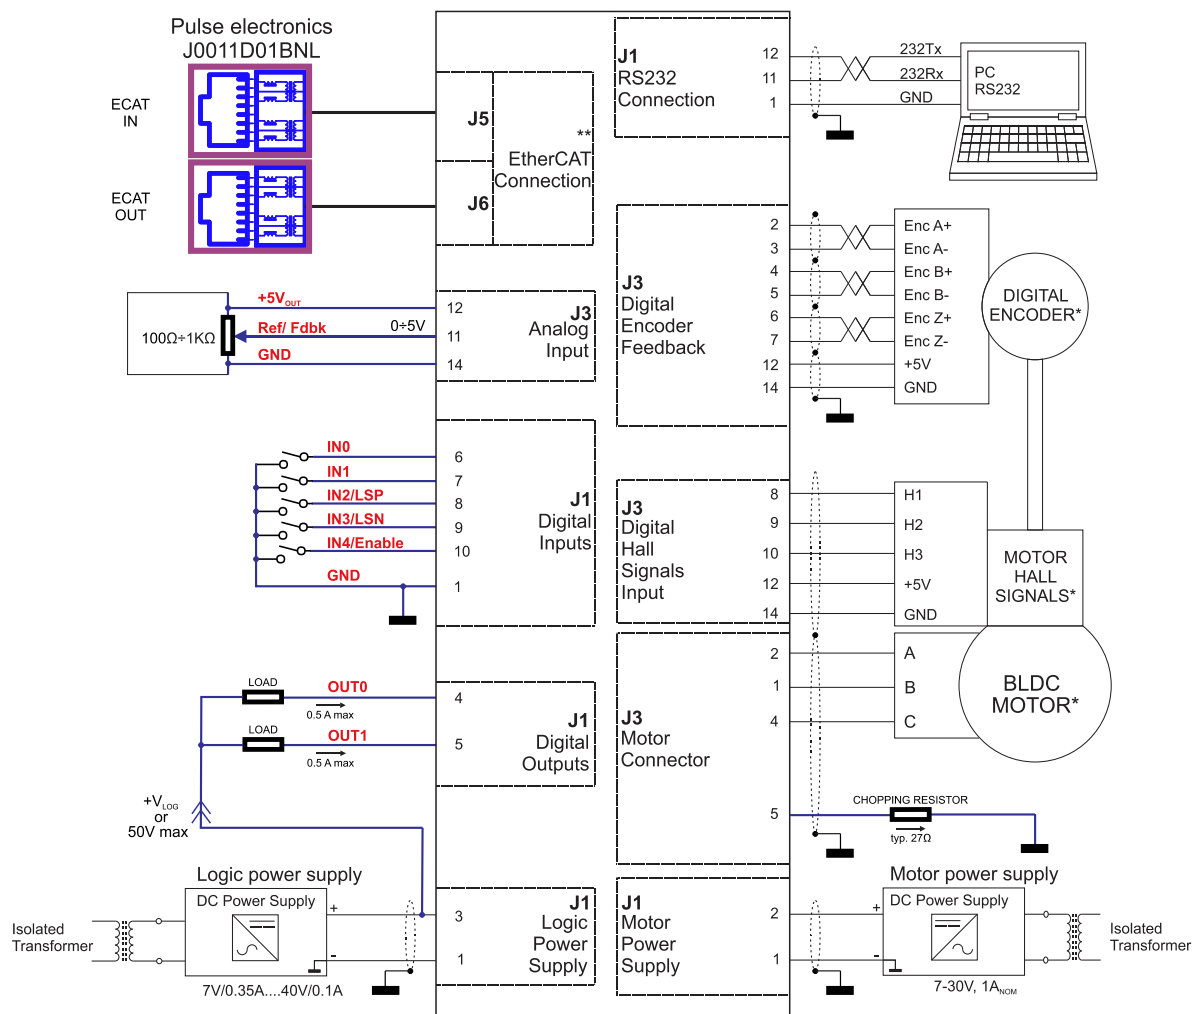 Pulse electronics
J0011D01BNL
ECAT
IN
ECAT
OUT
J5
J6
**
EtherCAT
Connection
J1
RS232
Connection
12
11
1
232Tx
232Rx
GND
PC
RS232
+5VOUT
Ref/ Fdbk
0÷5V
GND
100Ω÷1KΩ
12
11
14
J3
Analog
Input
J3
Digital
Encoder
Feedback
2
3
4
5
6
7
12
14
Enc A+
Enc A-
Enc B+
Enc B-
Enc Z+
Enc Z-
+5V
GND
DIGITAL
ENCODER*
IN0
IN1
IN2/LSP
IN3/LSN
IN4/Enable
GND
6
7
8
9
10
1
J1
Digital
Inputs
J3
Digital
Hall
Signals
Input
8
9
10
12
14
H1
H2
H3
+5V
GND
MOTOR
HALL
SIGNALS*
LOAD
OUT0
0.5 A max
LOAD
OUT1
0.5 A max
4
5
J1
Digital
Outputs
+VLOG
or
50V max
J3
Motor
Connector
2
1
4
5
A
B
C
BLDC
MOTOR*
CHOPPING RESISTOR
typ. 27Ω
Logic power supply
DC Power Supply
+
-
Isolated
Transformer
7V/0.35A....40V/0.1A
3
1
J1
Logic
Power
Supply
J1
Motor
Power
Supply
2
1
Motor power supply
DC Power Supply
+
-
7-30V, 1ANOM
Isolated
Transformer